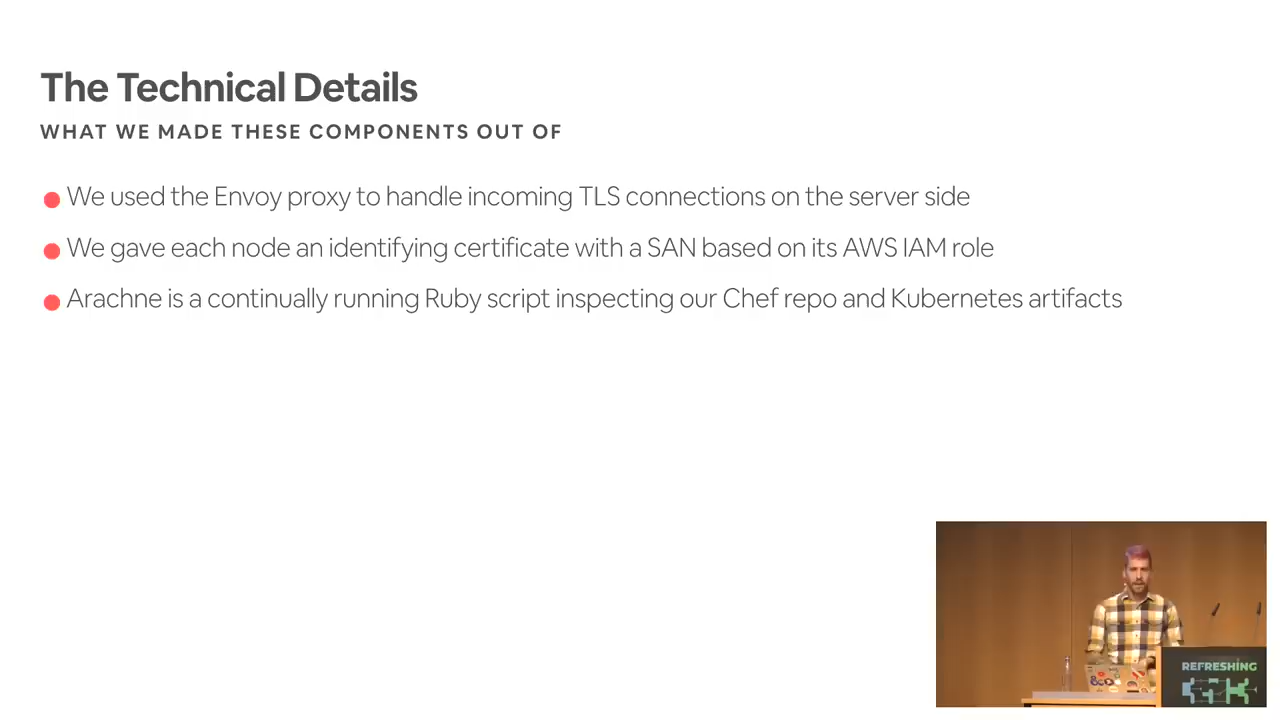 The Technical Details
WHAT WE MADE THESE COMPONENTS OUT OF
We used the Envoy proxy to handle incoming TLS connections on the server side
We gave each node an identifying certificate with a SAN based on its AWS IAM role
Arachne is a continually running Ruby script inspecting our Chef repo and Kubernetes artifacts
REFRESHING